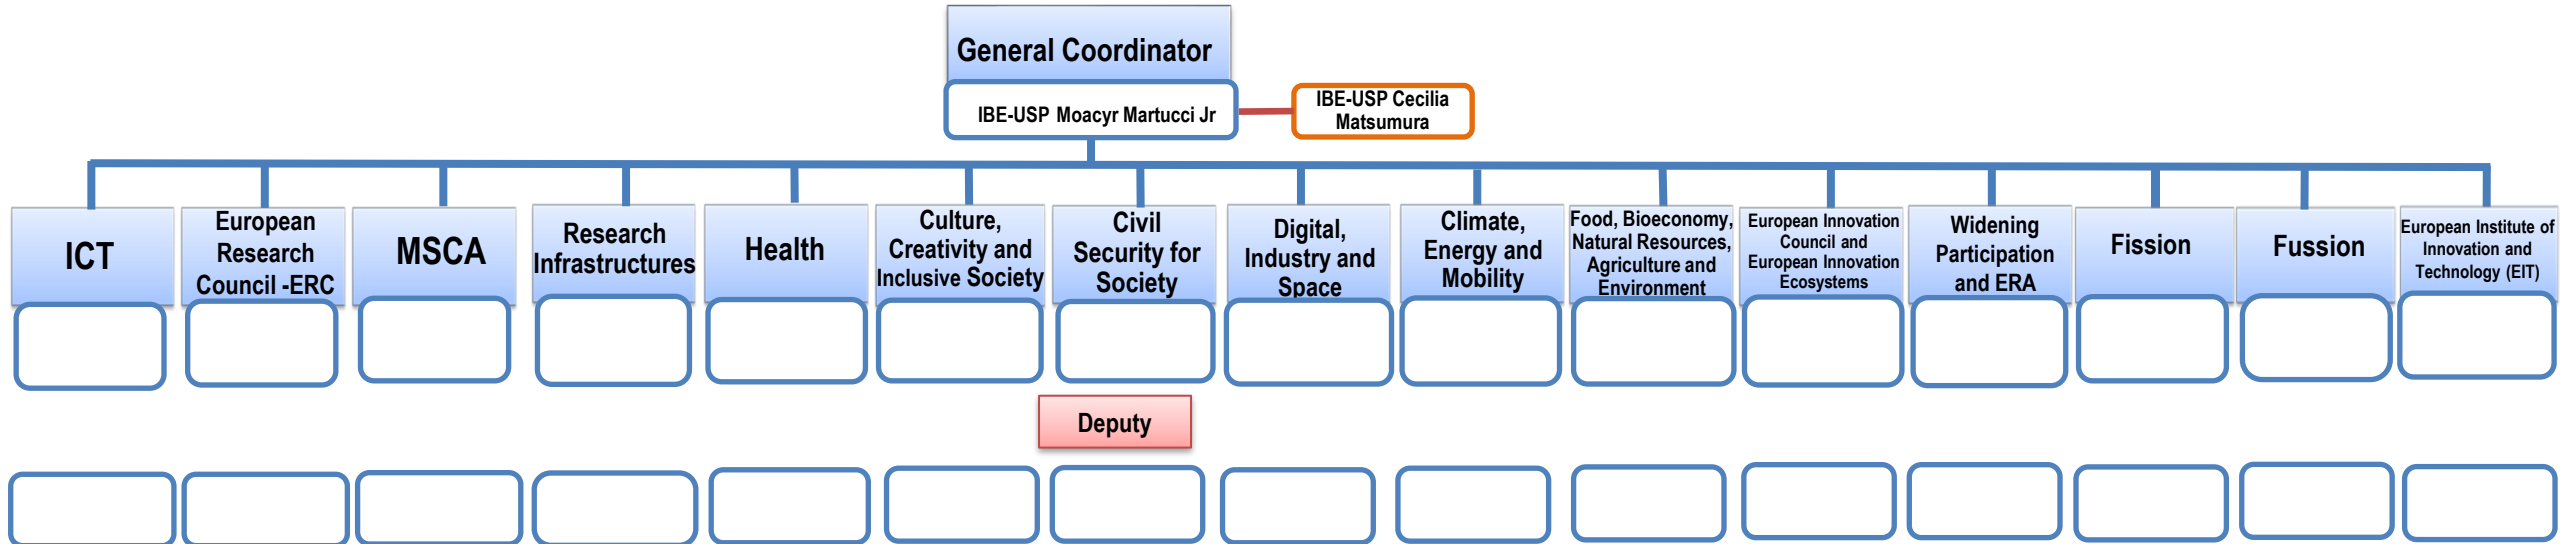 General Coordinator
IBE-USP Moacyr Martucci Jr
IBE-USP Cecilia
Matsumura
ICT
European
Research
Council -ERC
MSCA
Research
Infrastructures
Health
Culture,
Creativity and
Inclusive Society
Civil
Security for
Society
Digital,
Industry and
Space
Climate,
Energy and
Mobility
Food, Bioeconomy,
Natural Resources,
Agriculture and
Environment
European Innovation
Council and
European Innovation
Ecosystems
Widening
Participation
and ERA
Fission
Fussion
European Institute of
Innovation and
Technology (EIT)
Deputy